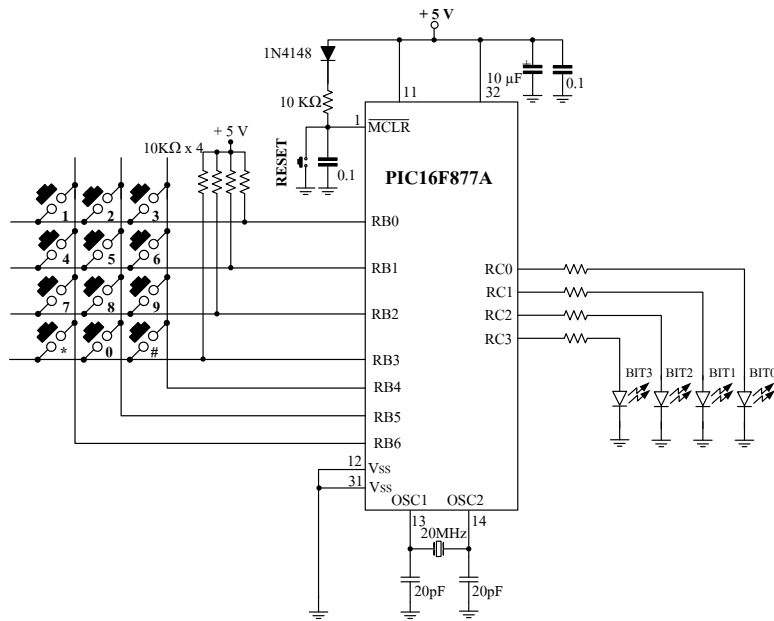 + 5 V
1N4148
10 µF
+
11
32
0.1
10 KΩ
1
MCLR
+ 5 V
10KΩ x 4
RESET
0.1
PIC16F877A
1
2
3
RB0
4
5
6
RB1
RC0
RC1
7
8
9
RB2
RC2
RC3
*
0
#
RB3
BIT3
BIT2
BIT1
BIT0
RB4
RB5
RB6
12
Vss
31
Vss
OSC1
OSC2
13
14
20MHz
20pF
20pF